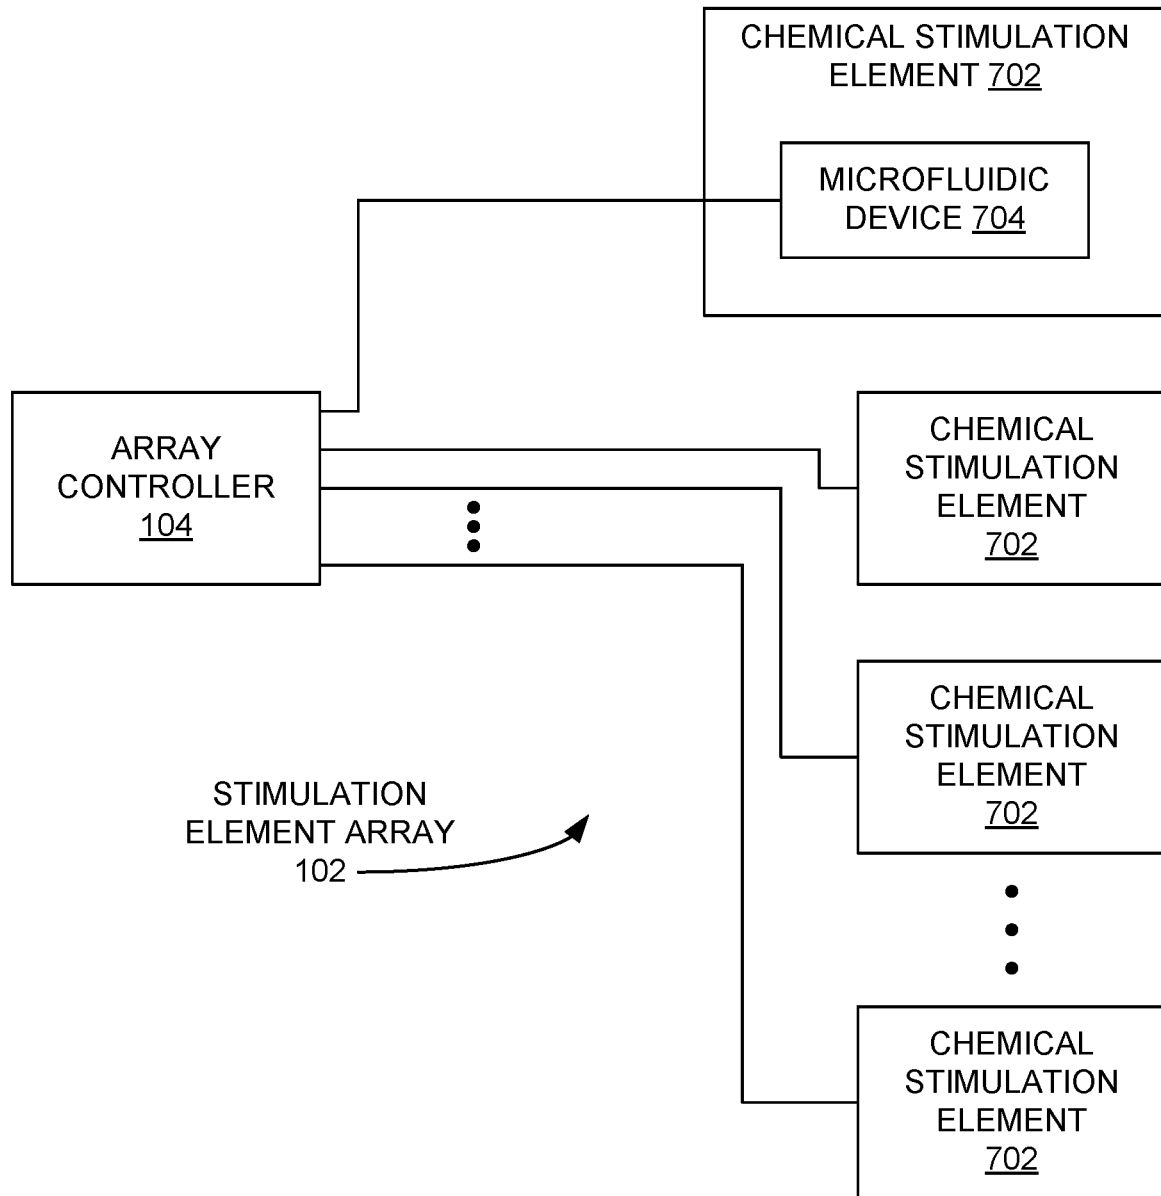 CHEMICAL STIMULATION
ELEMENT 702
MICROFLUIDIC
DEVICE 704
ARRAY
CONTROLLER
104
CHEMICAL
STIMULATION
ELEMENT
702
CHEMICAL
STIMULATION
ELEMENT
702
STIMULATION
ELEMENT ARRAY
102
CHEMICAL
STIMULATION
ELEMENT
702